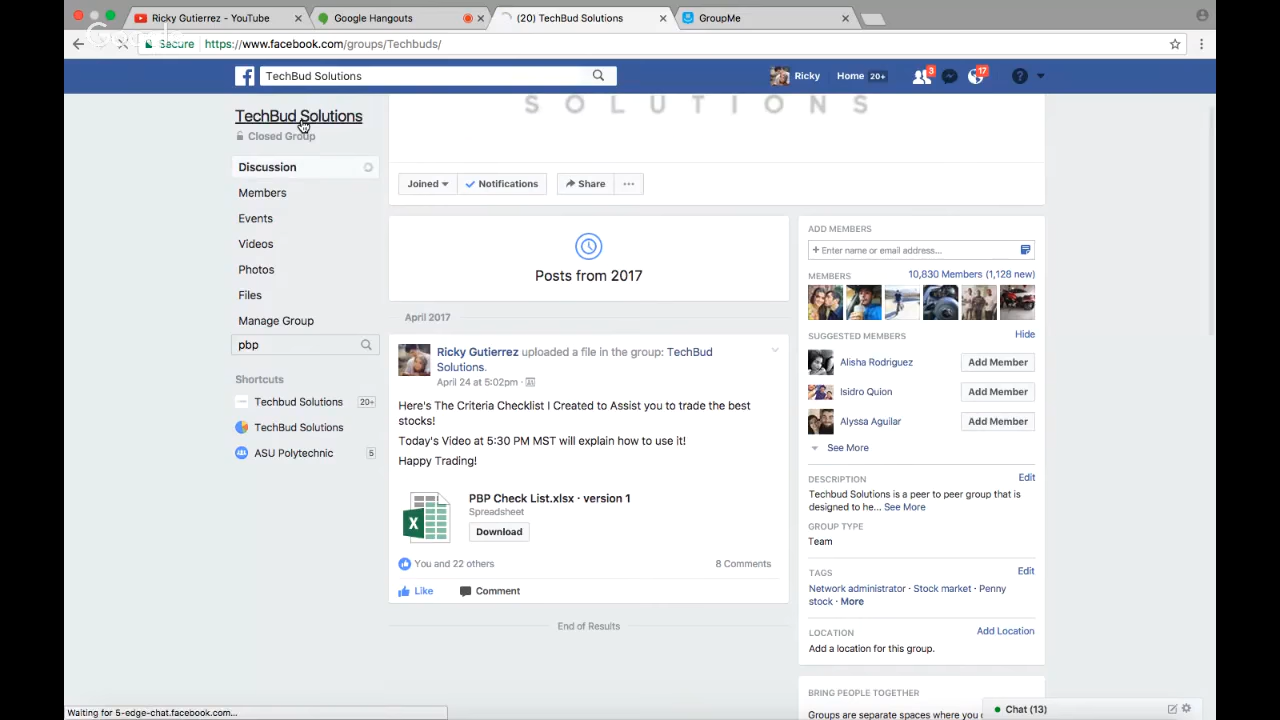 Ricky Gutierrez - YouTube
Google Hangouts
(20) TechBud Solutions
GroupMe
Google
Secure
https://www.facebook.com/groups/Techbuds/
TechBud Solutions
Ricky
Home 20+
3
17
TechBud Solutions
Closed Group
Discussion
Members
Events
Videos
Photos
Files
Manage Group
pbp
Shortcuts
Techbud Solutions 20+
TechBud Solutions
ASU Polytechnic 5
SOLUTIONS
Joined
Notifications
Share
Posts from 2017
April 2017
Ricky Gutierrez uploaded a file in the group: TechBud
Solutions.
April 24 at 5:02pm ·
Here's The Criteria Checklist I Created to Assist you to trade the best
stocks!
Today's Video at 5:30 PM MST will explain how to use it!
Happy Trading!
X
PBP Check List.xlsx · version 1
Spreadsheet
Download
You and 22 others
8 Comments
Like
Comment
End of Results
ADD MEMBERS
+ Enter name or email address...
MEMBERS
10,830 Members (1,128 new)
SUGGESTED MEMBERS
Hide
Alisha Rodriguez
Add Member
Isidro Quion
Add Member
Alyssa Aguilar
Add Member
See More
DESCRIPTION
Edit
Techbud Solutions is a peer to peer group that is
designed to he... See More
GROUP TYPE
Team
TAGS
Edit
Network administrator · Stock market · Penny
stock · More
LOCATION
Add Location
Add a location for this group.
BRING PEOPLE TOGETHER
Groups are separate spaces where you
Chat (13)
Waiting for 5-edge-chat.facebook.com...